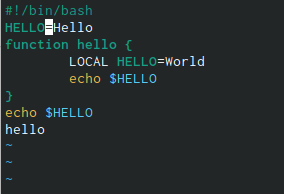 #!/bin/bash
HELLO=Hello
function hello {
        LOCAL HELLO=World
        echo $HELLO
}
echo $HELLO
hello
~
~
~